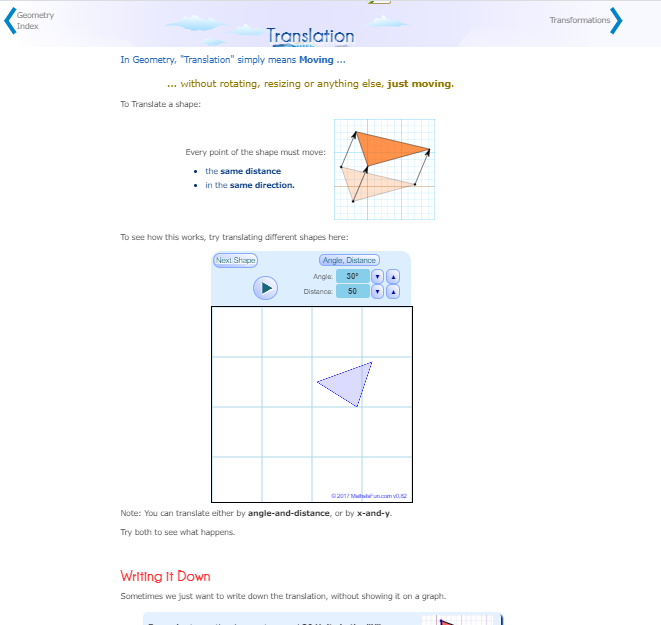 Geometry
Index
Translation
Transformations
In Geometry, "Translation" simply means Moving ...
... without rotating, resizing or anything else, just moving.
To Translate a shape:
Every point of the shape must move:
• the same distance
• in the same direction.
To see how this works, try translating different shapes here:
Next Shape
Angle, Distance
Angle: 30°
Distance: 50
© 2017 MathsIsFun.com v0.82
Note: You can translate either by angle-and-distance, or by x-and-y.
Try both to see what happens.
Writing it Down
Sometimes we just want to write down the translation, without showing it on a graph.